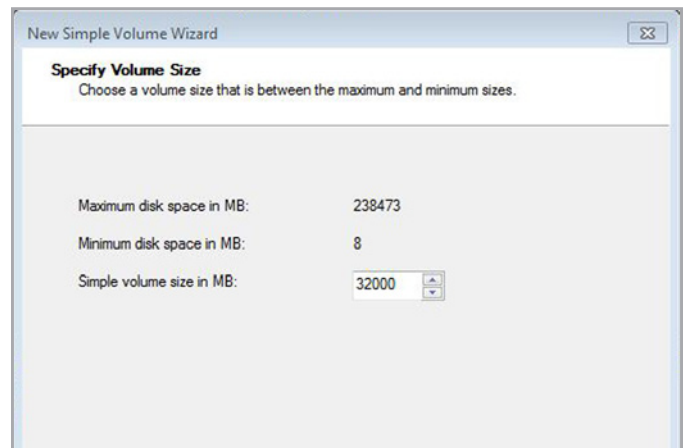 New Simple Volume Wizard
Specify Volume Size
Choose a volume size that is between the maximum and minimum sizes.
Maximum disk space in MB: 238473
Minimum disk space in MB: 8
Simple volume size in MB: 32000